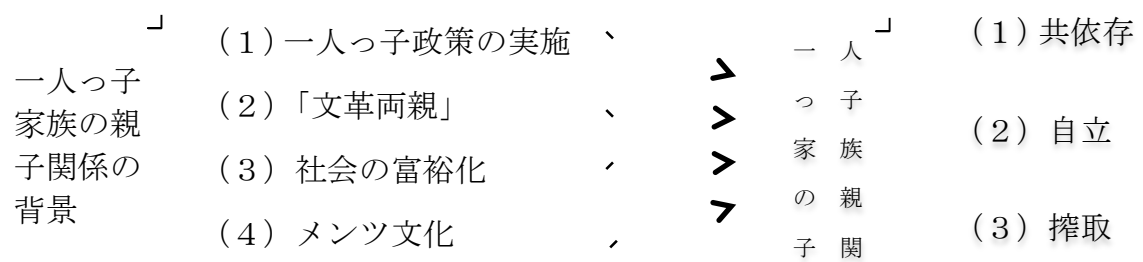 一人っ子
家族の親
子関係の
背景
（1）一人っ子政策の実施
（2）「文革両親」
（3）社会の富裕化
（4）メンツ文化
一人
っ子
家族
の親
子関
（1）共依存
（2）自立
（3）搾取